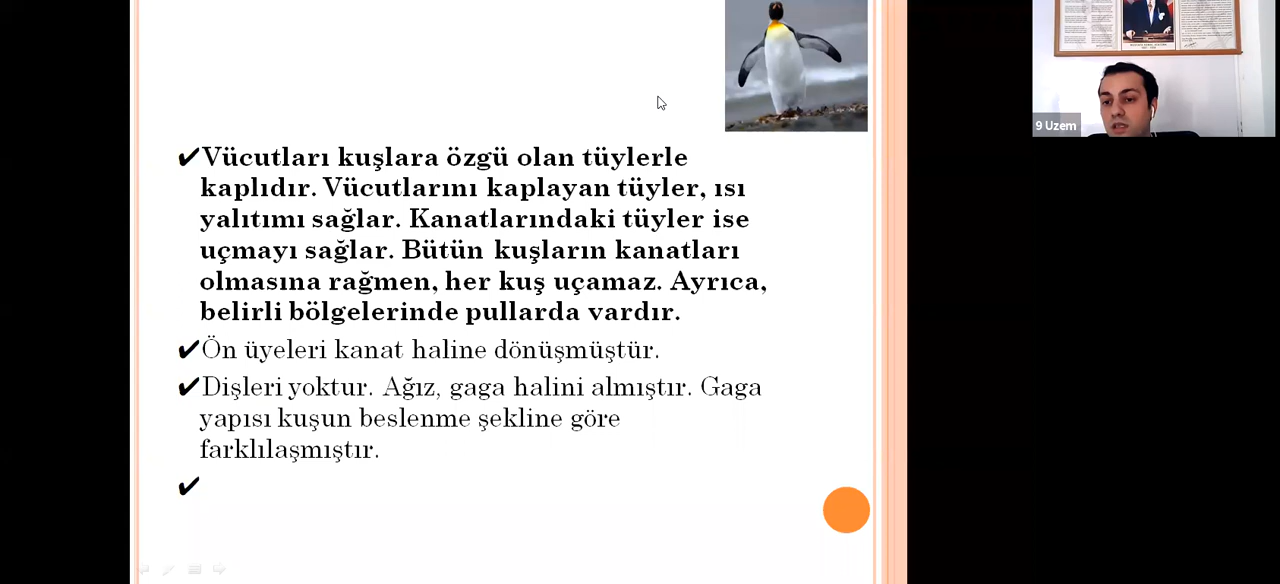 ✔Vücutları kuşlara özgü olan tüylerle
kaplıdır. Vücutlarını kaplayan tüyler, ısı
yalıtımı sağlar. Kanatlarındaki tüyler ise
uçmayı sağlar. Bütün kuşların kanatları
olmasına rağmen, her kuş uçamaz. Ayrıca,
belirli bölgelerinde pullarda vardır.
✔Ön üyeleri kanat haline dönüşmüştür.
✔Dişleri yoktur. Ağız, gaga halini almıştır. Gaga
yapısı kuşun beslenme şekline göre
farklılaşmıştır.
✔
9 Uzem